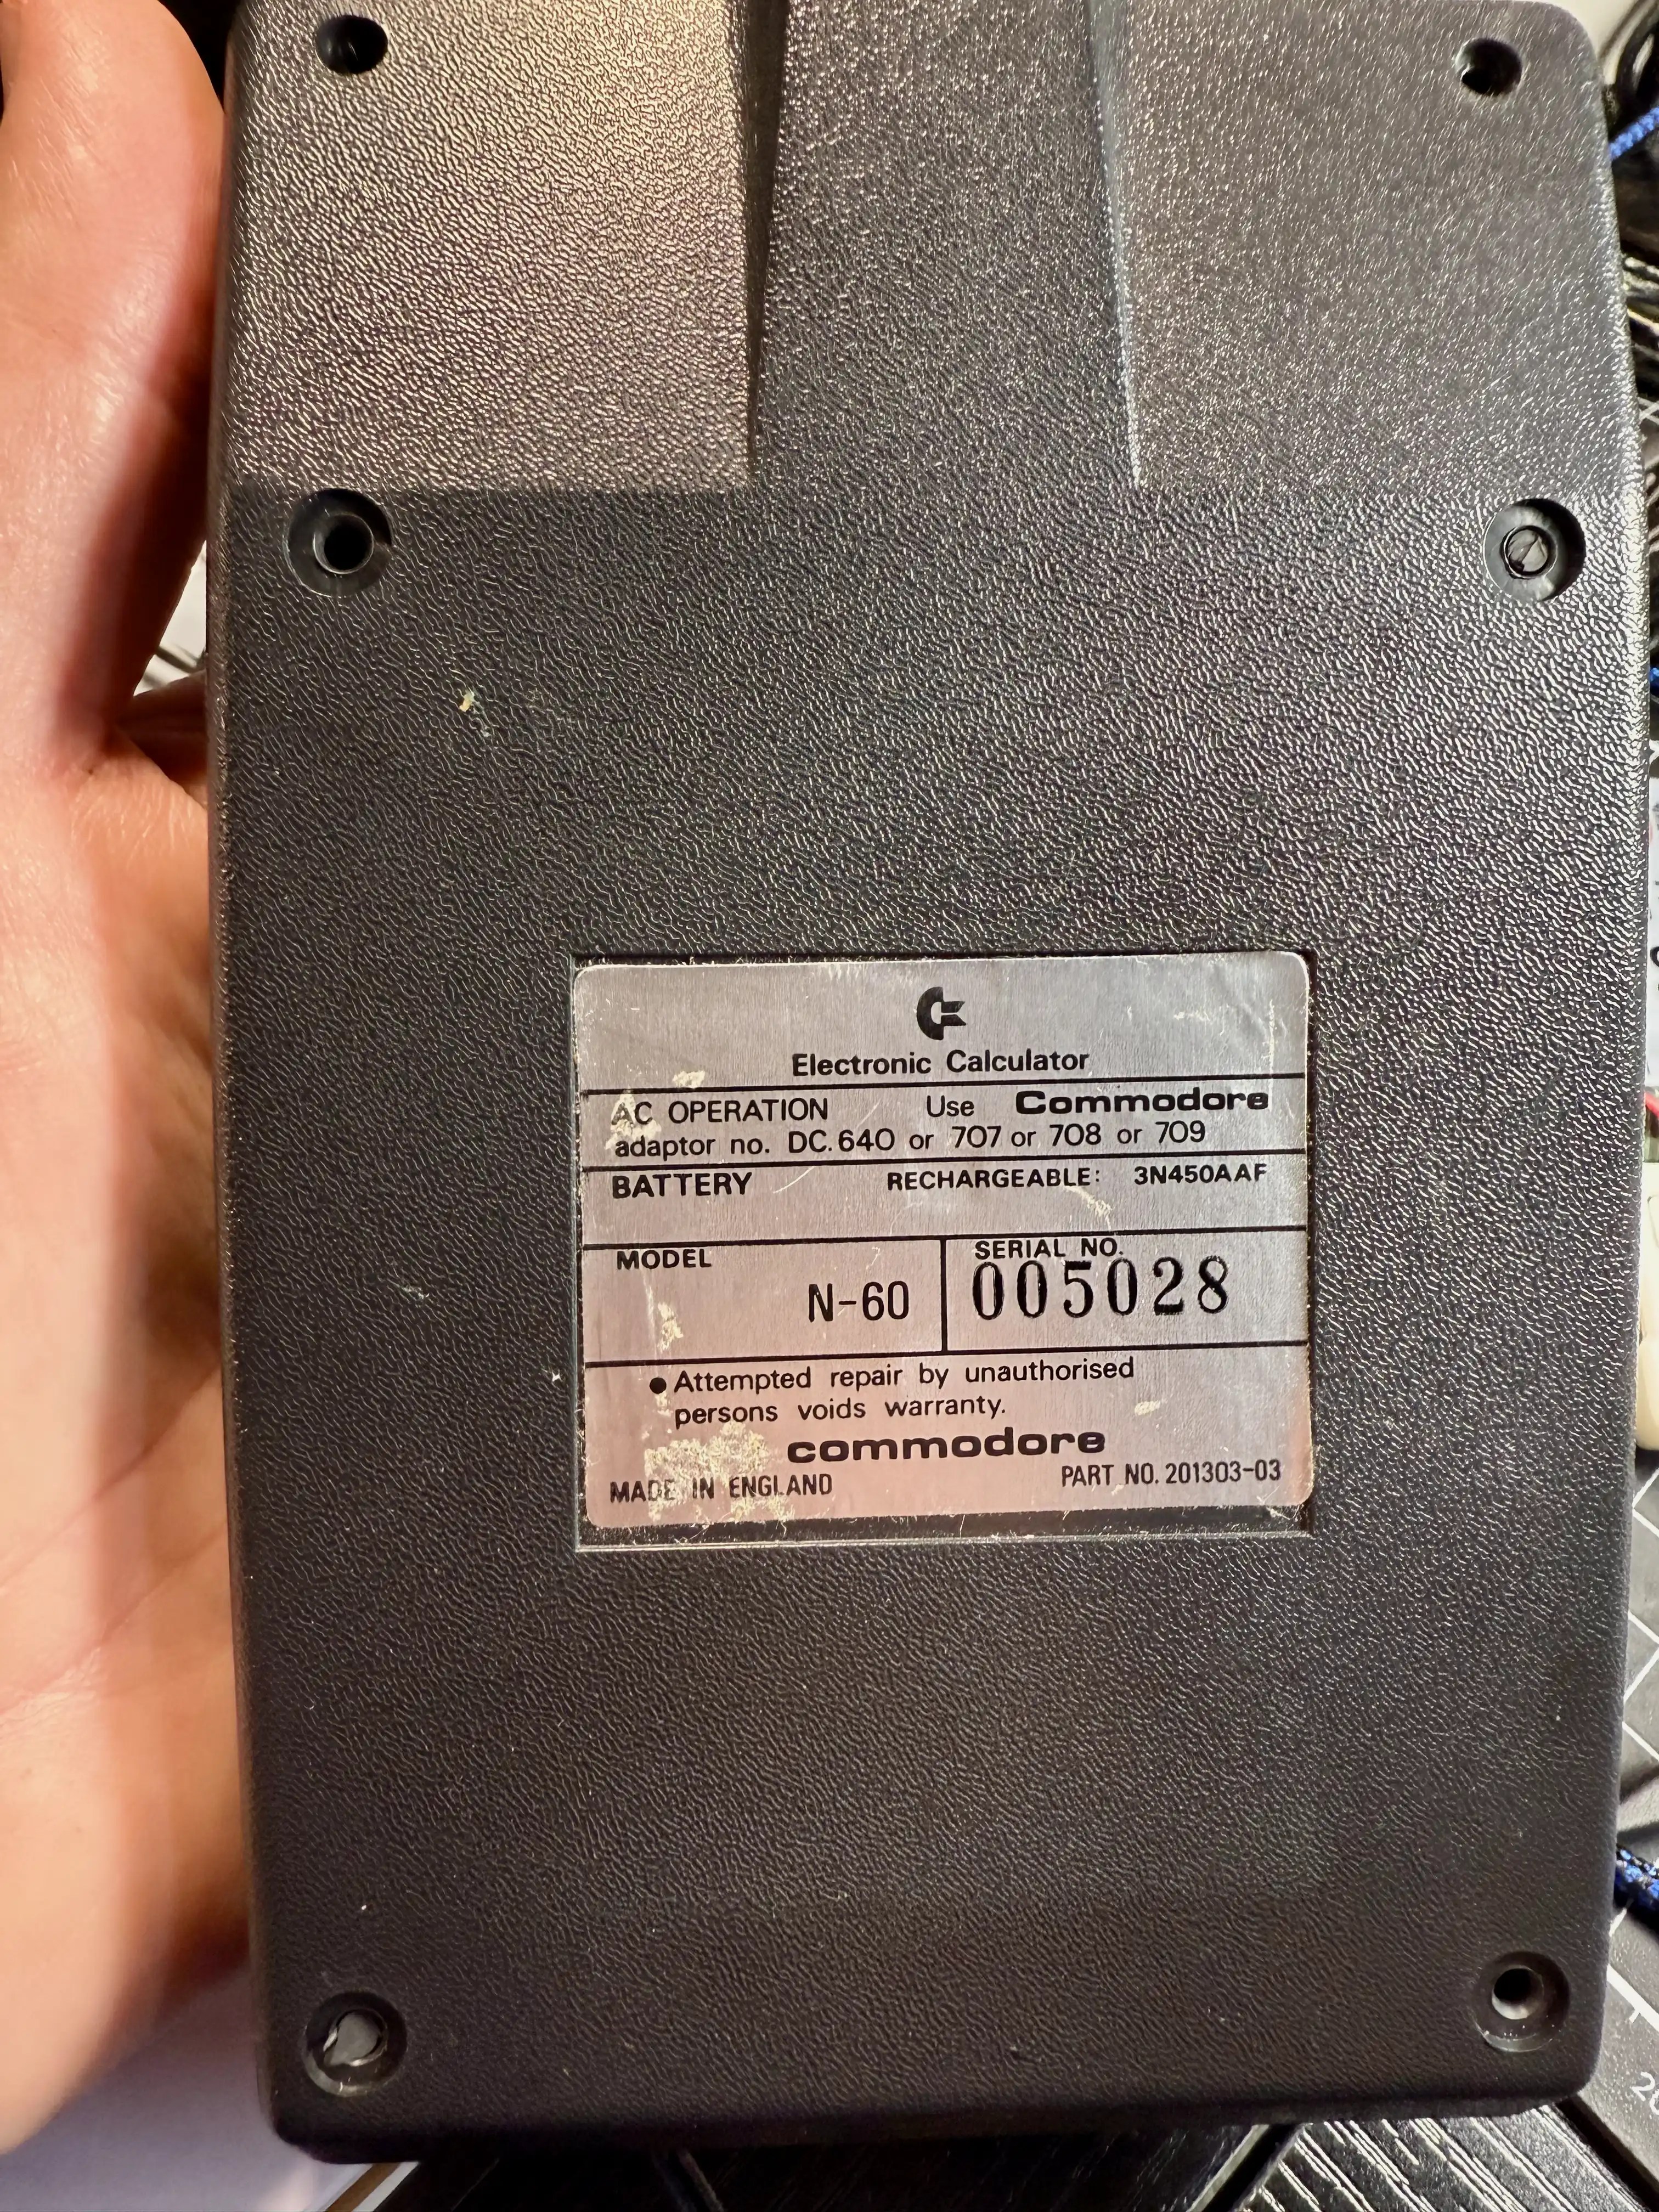 Electronic Calculator
AC OPERATION Use Commodore
adaptor no. DC.640 or 707 or 708 or 709
BATTERY RECHARGEABLE: 3N450AAF
MODEL SERIAL NO.
N-60 005028
• Attempted repair by unauthorised
persons voids warranty.
commodore
MADE IN ENGLAND PART NO. 201303-03